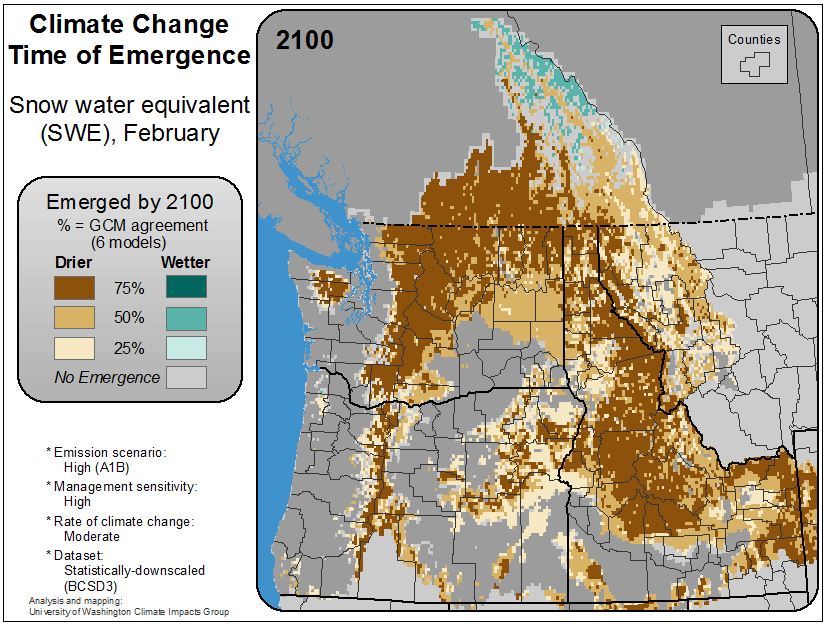 Climate Change
Time of Emergence
Snow water equivalent
(SWE), February
Emerged by 2100
% = GCM agreement
(6 models)
Drier
Wetter
75%
50%
25%
No Emergence
* Emission scenario:
High (A1B)
* Management sensitivity:
High
* Rate of climate change:
Moderate
* Dataset:
Statistically-downscaled
(BCSD3)
Analysis and mapping:
University of Washington Climate Impacts Group
2100
Counties